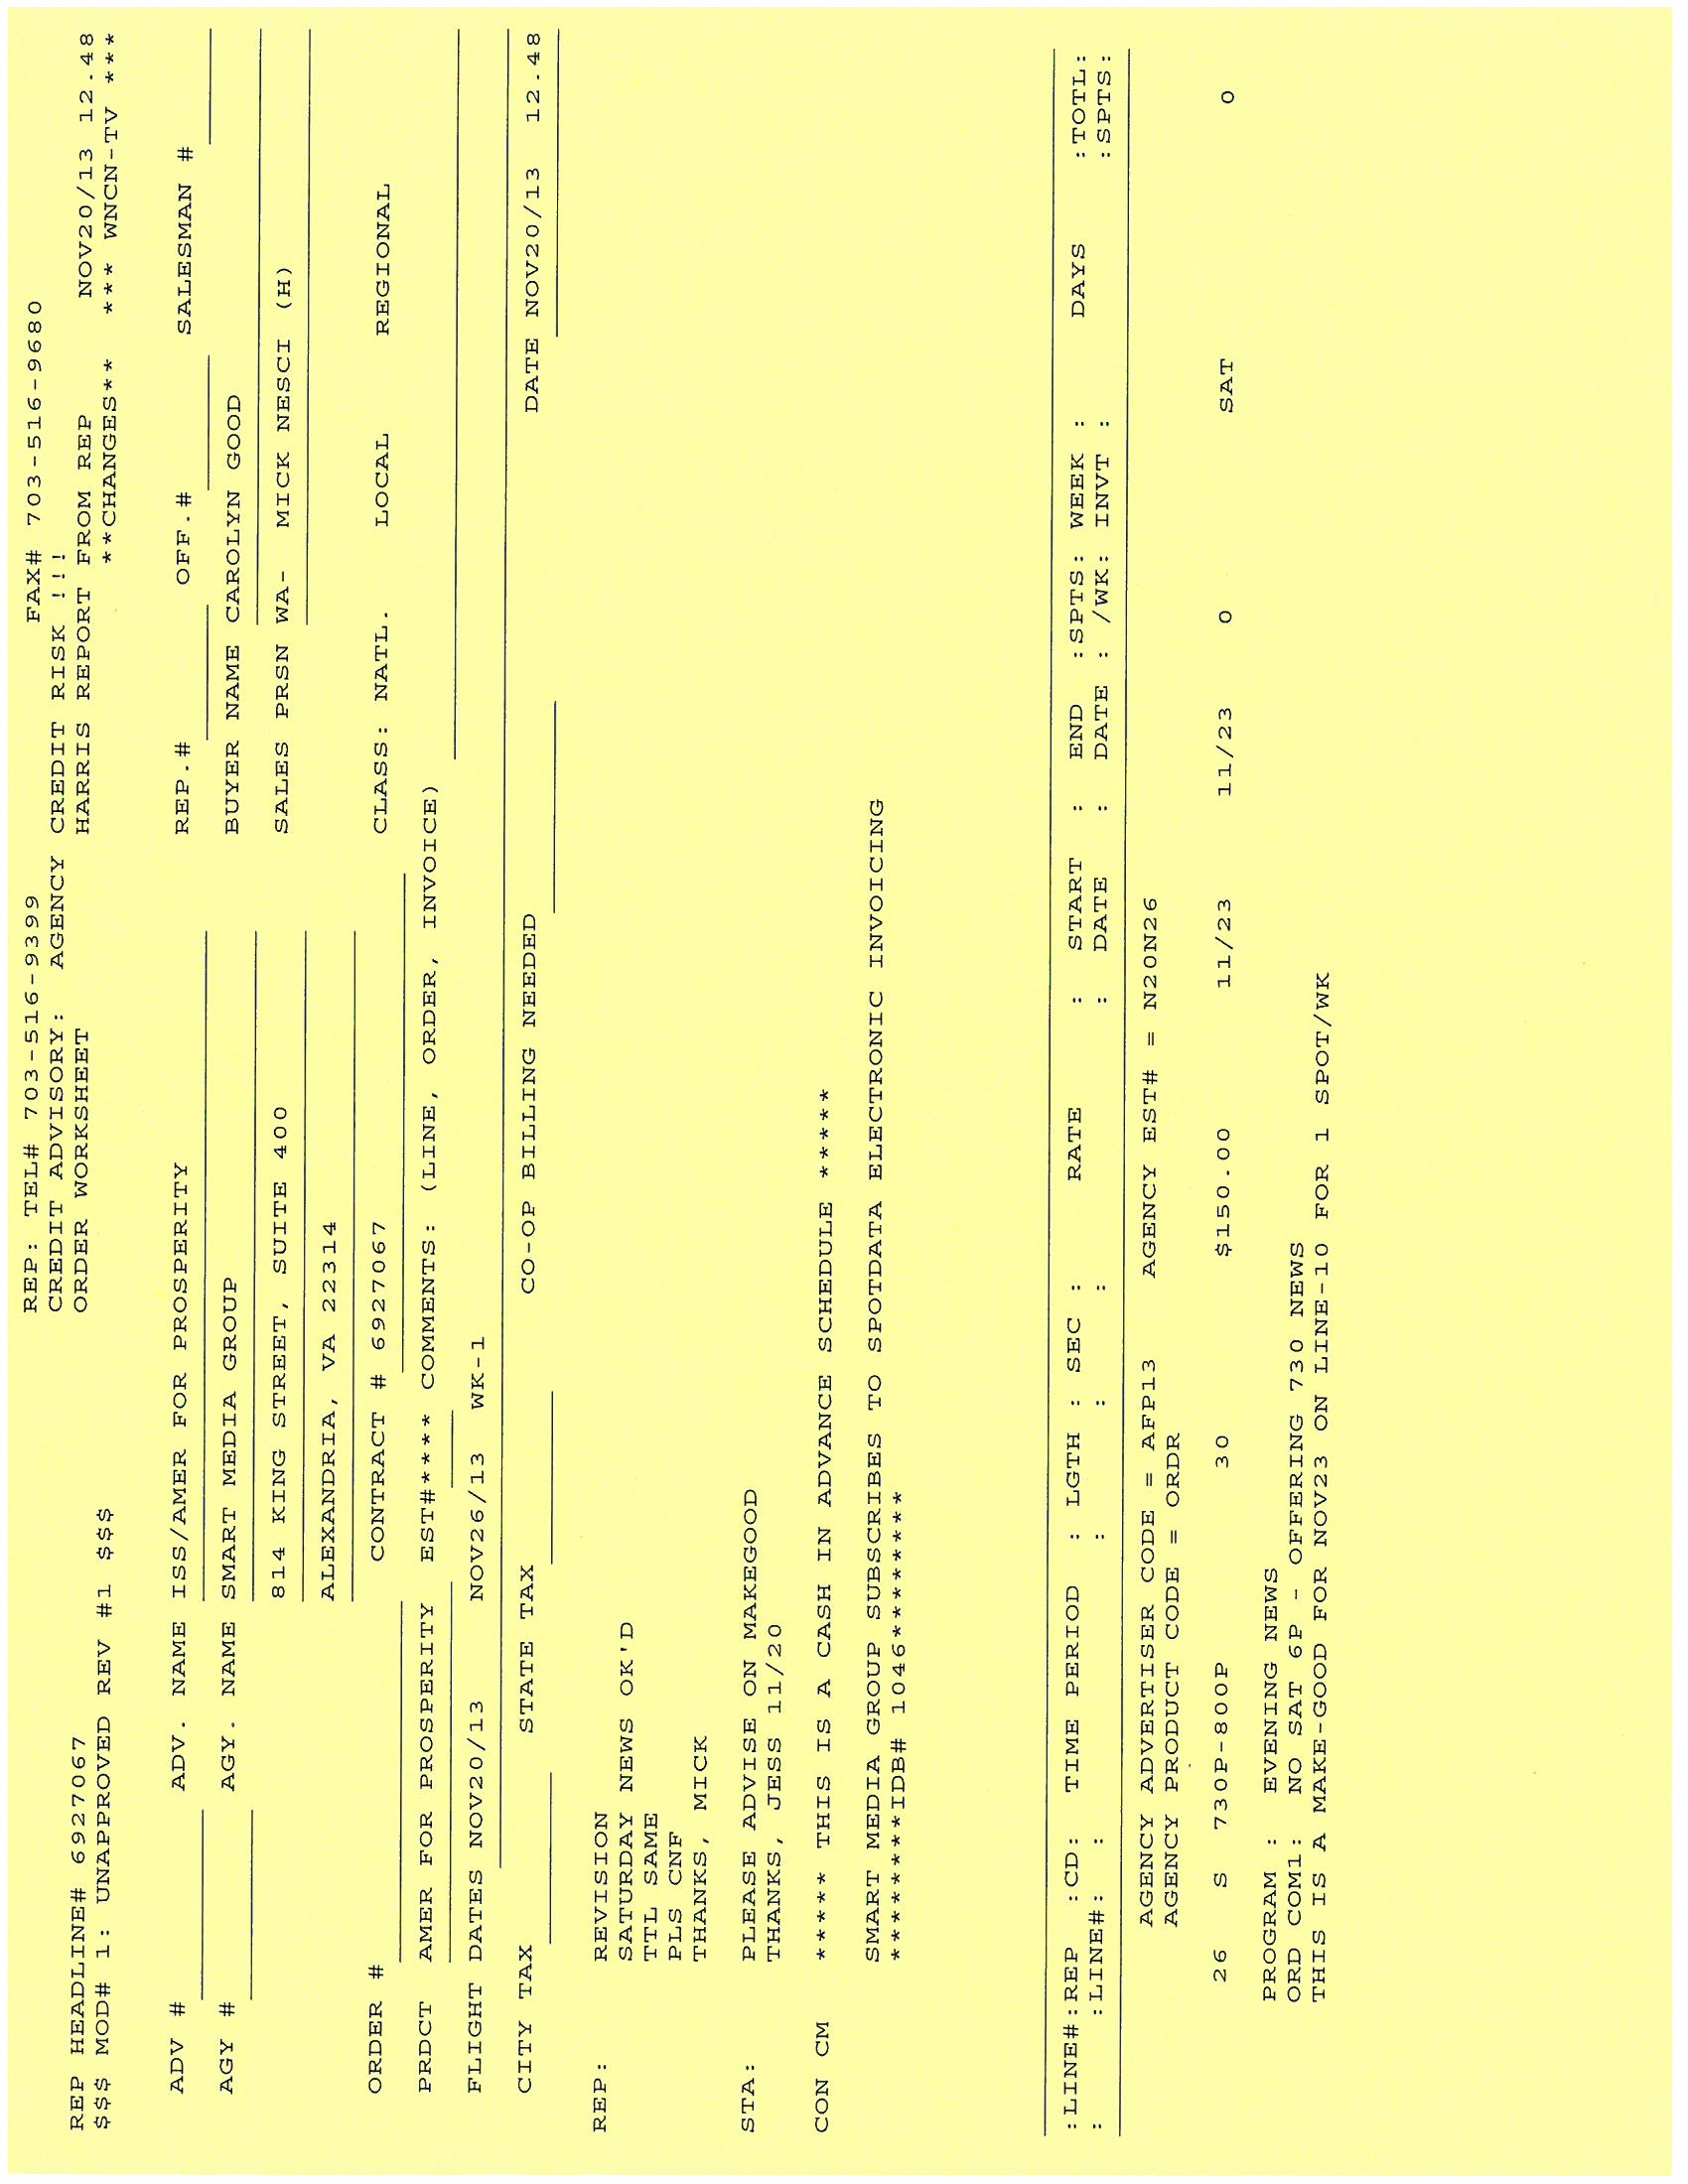 REP: TEL# 703-516-9399 FAX# 703-516-9680
CREDIT ADVISORY: AGENCY CREDIT RISK !!!
REP HEADLINE# 6927067 ORDER WORKSHEET HARRIS REPORT FROM REP NOV20/13 12.48
$$$ MOD# 1: UNAPPROVED REV #1 $$$ **CHANGES** *** WNCN-TV ***
ADV # ADV. NAME ISS/AMER FOR PROSPERITY REP.# OFF.# SALESMAN #
AGY # AGY. NAME SMART MEDIA GROUP BUYER NAME CAROLYN GOOD
814 KING STREET, SUITE 400 SALES PRSN WA- MICK NESCI (H)
ALEXANDRIA, VA 22314
ORDER # CONTRACT # 6927067 CLASS: NATL. LOCAL REGIONAL
PRDCT AMER FOR PROSPERITY EST#**** COMMENTS: (LINE, ORDER, INVOICE)
FLIGHT DATES NOV20/13 NOV26/13 WK-1
CITY TAX STATE TAX CO-OP BILLING NEEDED DATE NOV20/13 12.48
REP: REVISION
SATURDAY NEWS OK'D
TTL SAME
PLS CNF
THANKS, MICK
STA: PLEASE ADVISE ON MAKEGOOD
THANKS, JESS 11/20
CON CM ***** THIS IS A CASH IN ADVANCE SCHEDULE *****
SMART MEDIA GROUP SUBSCRIBES TO SPOTDATA ELECTRONIC INVOICING
**********IDB# 1046**********
:LINE#:REP :CD: TIME PERIOD : LGTH : SEC : RATE : START : END :SPTS: WEEK : DAYS :TOTL:
: :LINE#: : : : : : DATE : DATE : /WK: INVT : :SPTS:
AGENCY ADVERTISER CODE = AFP13 AGENCY EST# = N20N26
AGENCY PRODUCT CODE = ORDR
26 S 730P-800P 30 $150.00 11/23 11/23 0 SAT 0
PROGRAM : EVENING NEWS
ORD COM1: NO SAT 6P - OFFERING 730 NEWS
THIS IS A MAKE-GOOD FOR NOV23 ON LINE-10 FOR 1 SPOT/WK